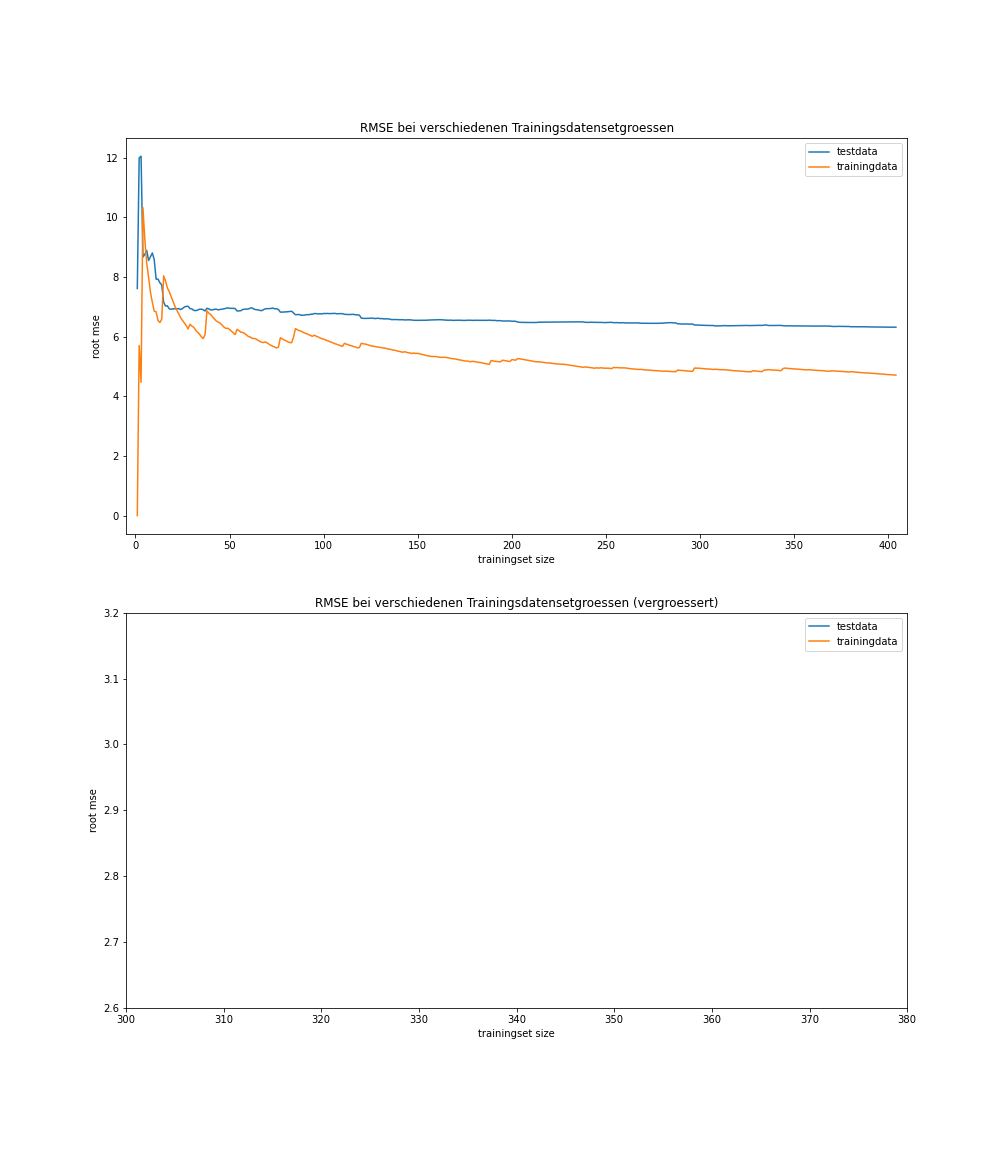 RMSE bei verschiedenen Trainingsdatensetgroessen
testdata
trainingdata
12
10
8
6
4
2
0
root mse
0 50 100 150 200 250 300 350 400
trainingset size
RMSE bei verschiedenen Trainingsdatensetgroessen (vergroessert)
testdata
trainingdata
3.2
3.1
3.0
2.9
2.8
2.7
2.6
root mse
300 310 320 330 340 350 360 370 380
trainingset size